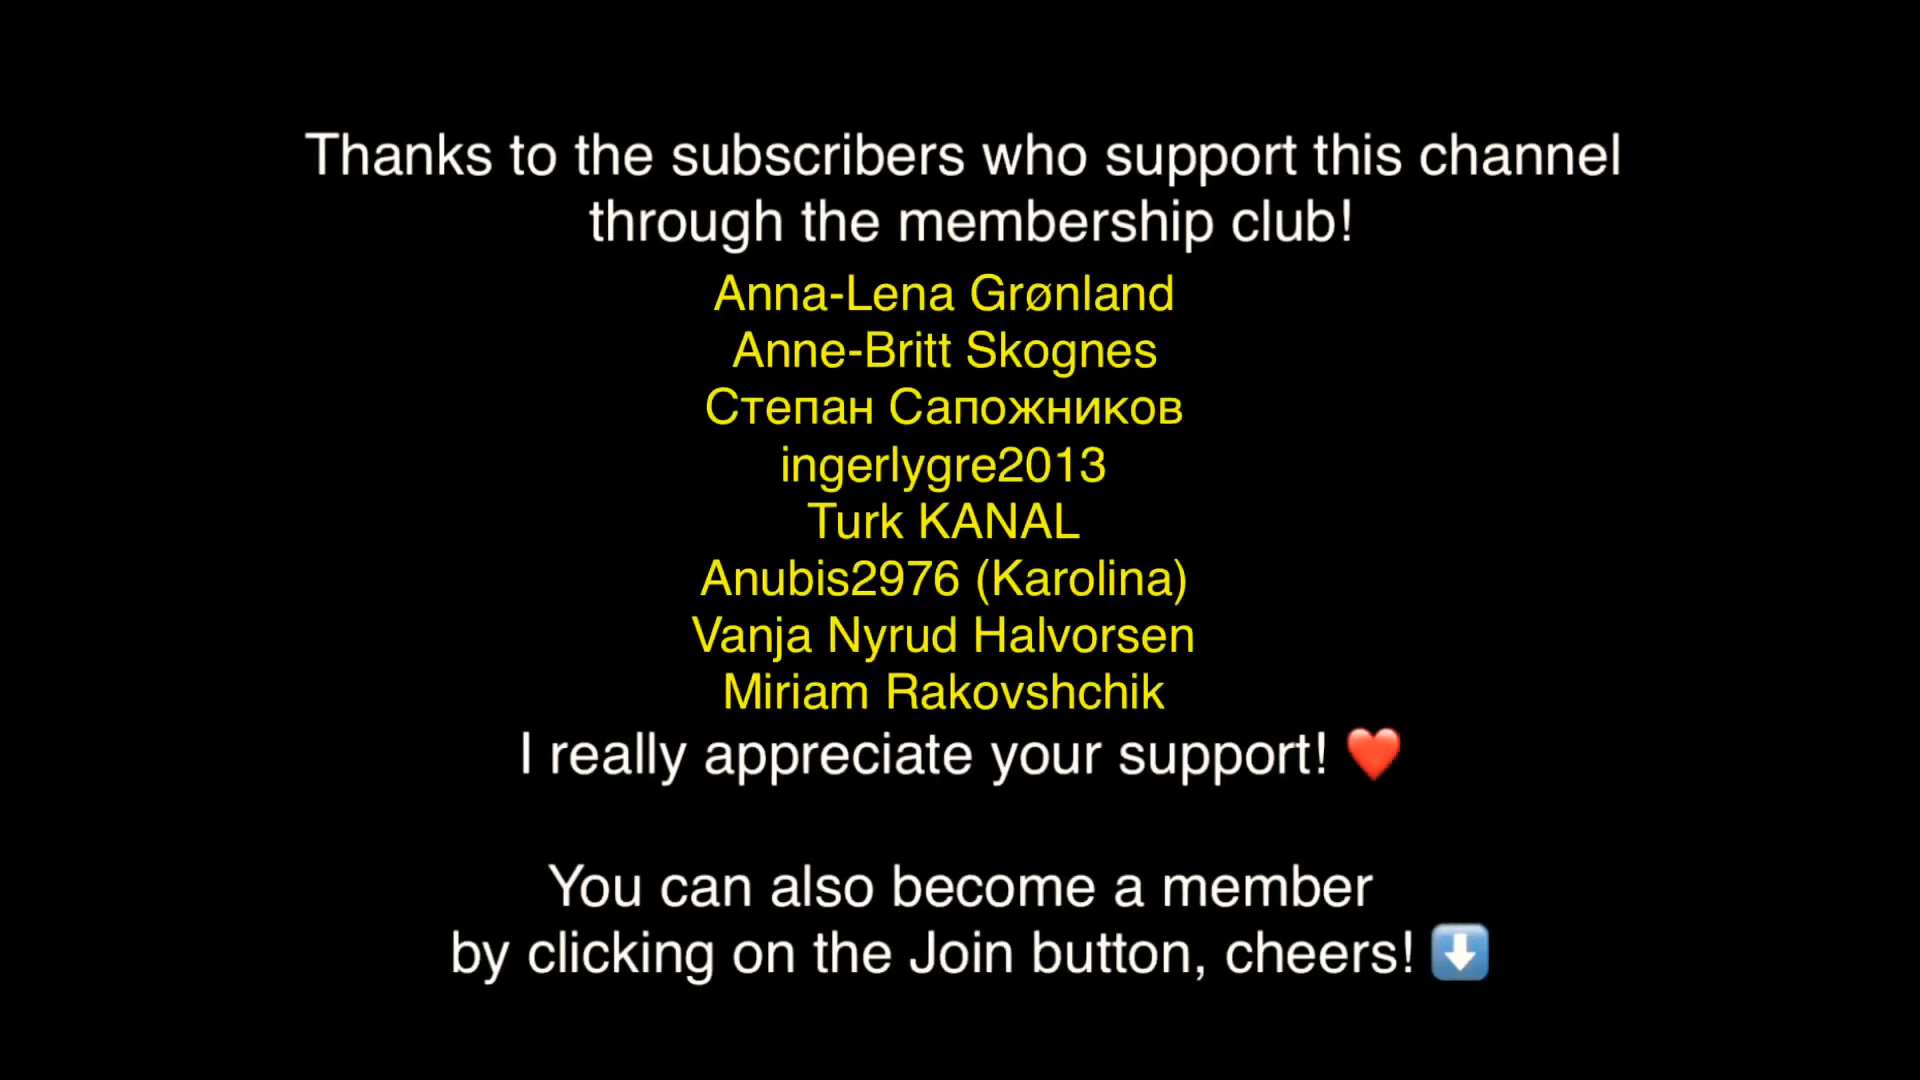 Thanks to the subscribers who support this channel
through the membership club!
Anna-Lena Grønland
Anne-Britt Skognes
Степан Сапожников
ingerlygre2013
Turk KANAL
Anubis2976 (Karolina)
Vanja Nyrud Halvorsen
Miriam Rakovshchik
I really appreciate your support! ❤️
You can also become a member
by clicking on the Join button, cheers! ⬇️